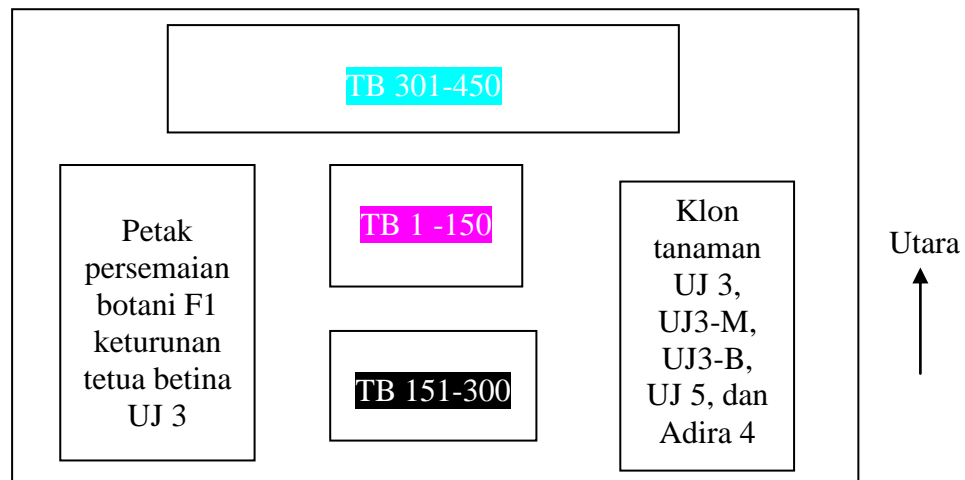 TB 301-450
Petak
persemaian
botani F1
keturunan
tetua betina
UJ 3
TB 1 -150
TB 151-300
Klon
tanaman
UJ 3,
UJ3-M,
UJ3-B,
UJ 5, dan
Adira 4
Utara